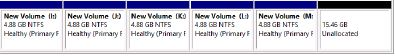 New Volume (I:)
4.88 GB NTFS
Healthy (Primary P
New Volume (J:)
4.88 GB NTFS
Healthy (Primary P
New Volume (K:)
4.88 GB NTFS
Healthy (Primary P
New Volume (L:)
4.88 GB NTFS
Healthy (Primary P
New Volume (M:
4.88 GB NTFS
Healthy (Primary P
15.46 GB
Unallocated